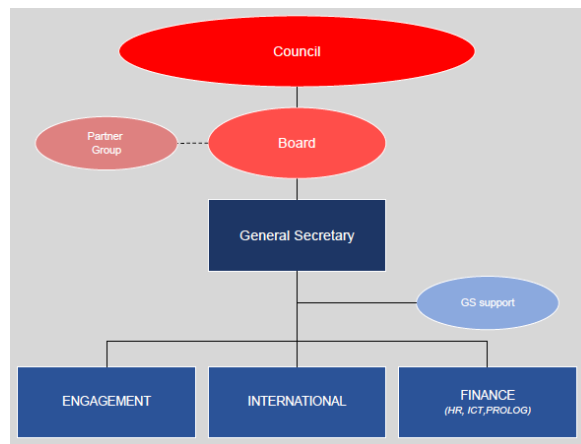 Council
Partner
Group
Board
General Secretary
GS support
ENGAGEMENT
INTERNATIONAL
FINANCE
(HR, ICT,PROLOG)